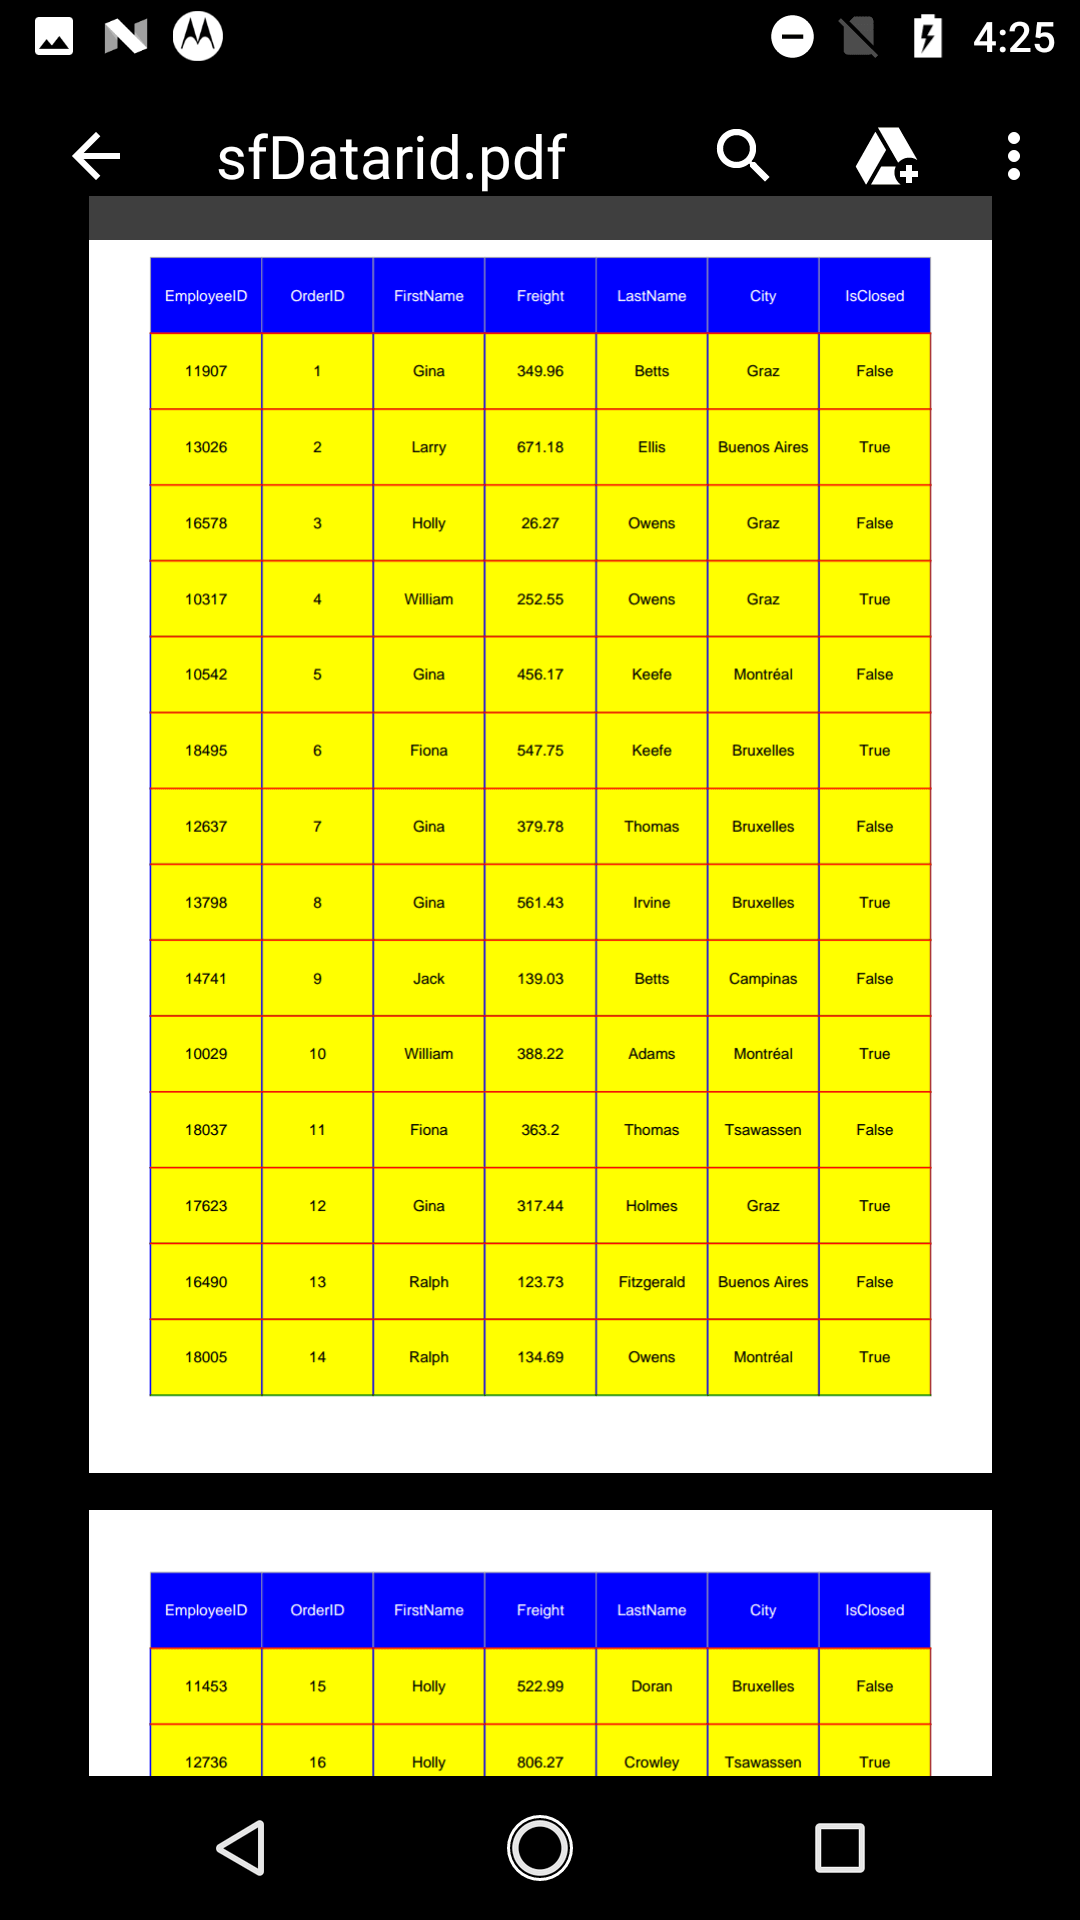 4:25
sfDatarid.pdf
EmployeeID OrderID FirstName Freight LastName City IsClosed
11907 1 Gina 349.96 Betts Graz False
13026 2 Larry 671.18 Ellis Buenos Aires True
16578 3 Holly 26.27 Owens Graz False
10317 4 William 252.55 Owens Graz True
10542 5 Gina 456.17 Keefe Montréal False
18495 6 Fiona 547.75 Keefe Bruxelles True
12637 7 Gina 379.78 Thomas Bruxelles False
13798 8 Gina 561.43 Irvine Bruxelles True
14741 9 Jack 139.03 Betts Campinas False
10029 10 William 388.22 Adams Montréal True
18037 11 Fiona 363.2 Thomas Tsawassen False
17623 12 Gina 317.44 Holmes Graz True
16490 13 Ralph 123.73 Fitzgerald Buenos Aires False
18005 14 Ralph 134.69 Owens Montréal True
EmployeeID OrderID FirstName Freight LastName City IsClosed
11453 15 Holly 522.99 Doran Bruxelles False
12736 16 Holly 806.27 Crowley Tsawassen True